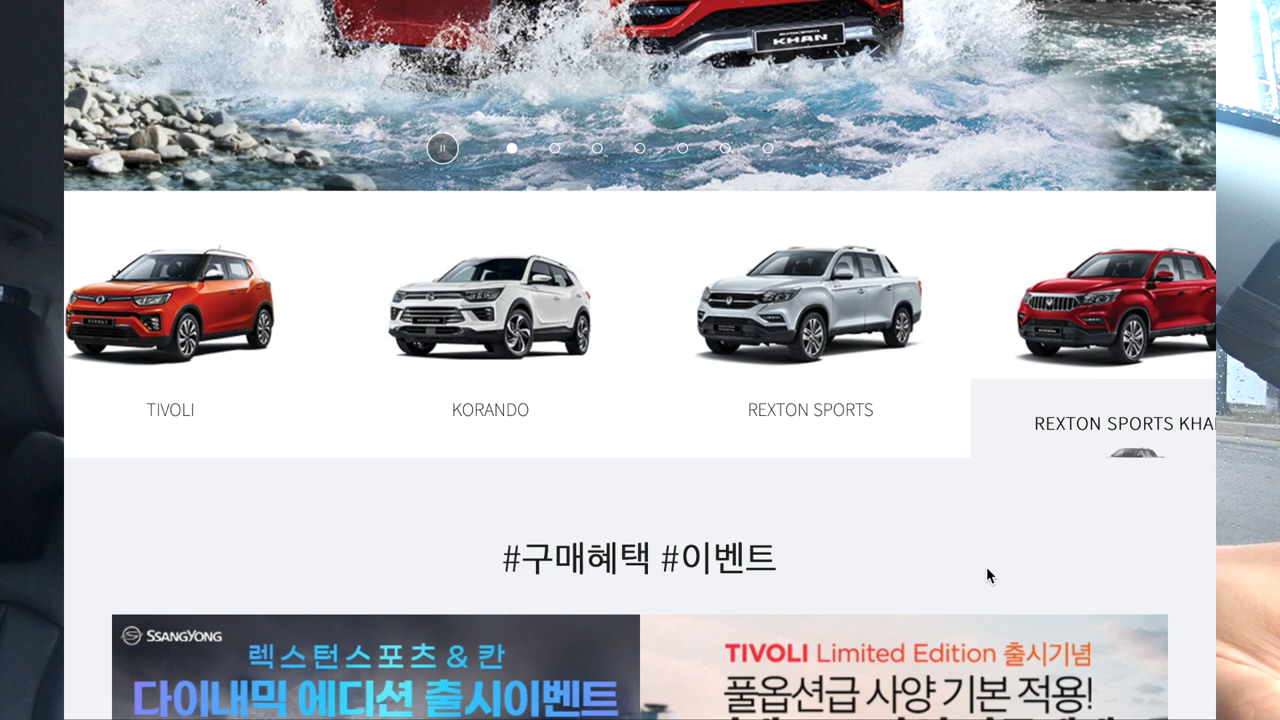 KHAN
TIVOLI
KORANDO
REXTON SPORTS
REXTON SPORTS KHA
#구매혜택 #이벤트
SSANGYONG
렉스턴스포츠 & 칸
다이내믹 에디션 출시이벤트
TIVOLI Limited Edition 출시기념
풀옵션급 사양 기본 적용!